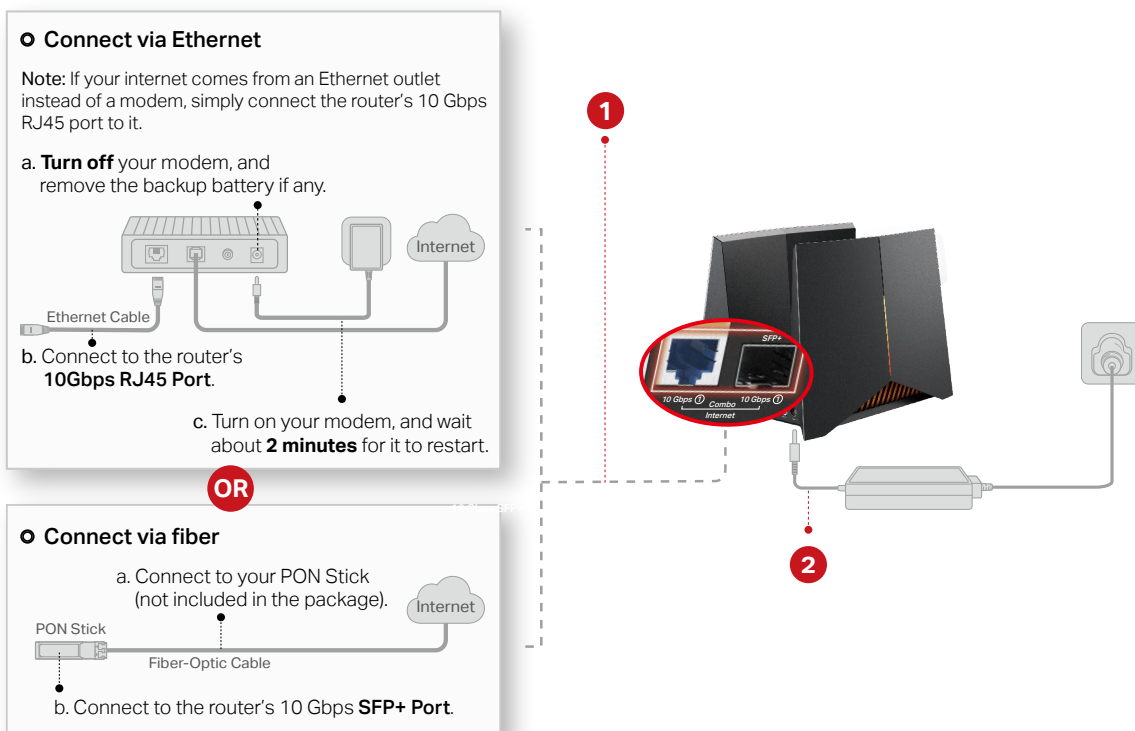 Connect via Ethernet
Note: If your internet comes from an Ethernet outlet
instead of a modem, simply connect the router's 10 Gbps
RJ45 port to it.
a. Turn off your modem, and
remove the backup battery if any.
Internet
Ethernet Cable
b. Connect to the router's
10Gbps RJ45 Port.
c. Turn on your modem, and wait
about 2 minutes for it to restart.
OR
Connect via fiber
a. Connect to your PON Stick
(not included in the package).
Internet
PON Stick
Fiber-Optic Cable
b. Connect to the router's 10 Gbps SFP+ Port.
1
SFP+
10 Gbps 1 Combo 10 Gbps 1
Internet
2